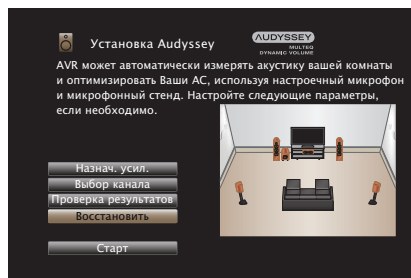 Установка Audyssey
AUDYSSEY
MULTEQ
DYNAMIC VOLUME
AVR может автоматически измерять акустику вашей комнаты
и оптимизировать Ваши АС, используя настроечный микрофон
и микрофонный стенд. Настройте следующие параметры,
если необходимо.
Назнач. усил.
Выбор канала
Проверка результатов
Восстановить
Старт